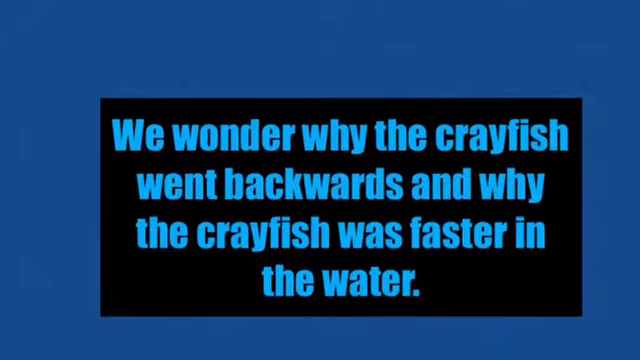 We wonder why the crayfish
went backwards and why
the crayfish was faster in
the water.